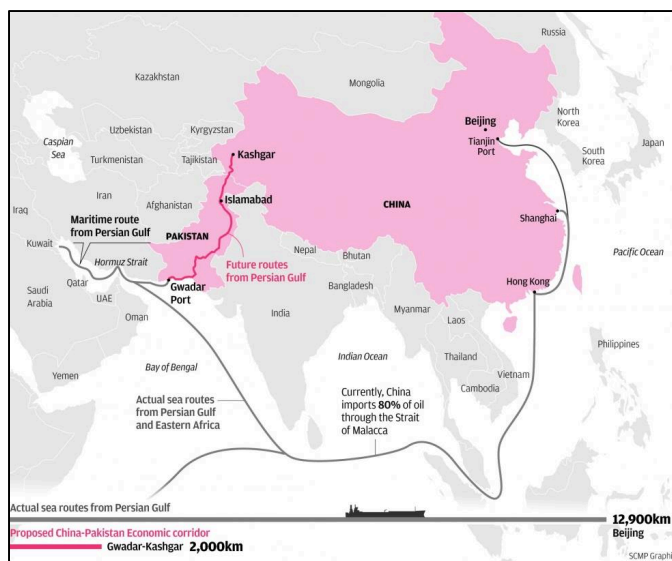 Russia
Kazakhstan
Mongolia
Uzbekistan
Kyrgyzstan
Beijing
North
Korea
Caspian
Sea
Tianjin
Port
Turkmenistan
Tajikistan
Kashgar
South
Korea
Japan
Iran
Afghanistan
Islamabad
CHINA
Iraq
Maritime route
from Persian Gulf
Shanghai
Kuwait
PAKISTAN
Hormuz Strait
Future routes
from Persian Gulf
Nepal
Bhutan
Pacific Ocean
Qatar
Gwadar
Port
Bangladesh
Hong Kong
Saudi
Arabia
UAE
Oman
India
Myanmar
Laos
Philippines
Yemen
Bay of Bengal
Indian Ocean
Thailand
Vietnam
Cambodia
Actual sea routes
from Persian Gulf
and Eastern Africa
Currently, China
imports 80% of oil
through the Strait
of Malacca
Actual sea routes from Persian Gulf
12,900km
Beijing
Proposed China-Pakistan Economic corridor
Gwadar-Kashgar 2,000km
SCMP Graphi